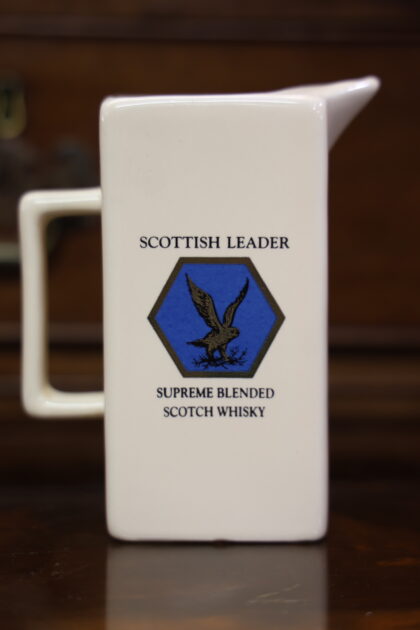 SCOTTISH LEADER
SUPREME BLENDED
SCOTCH WHISKY